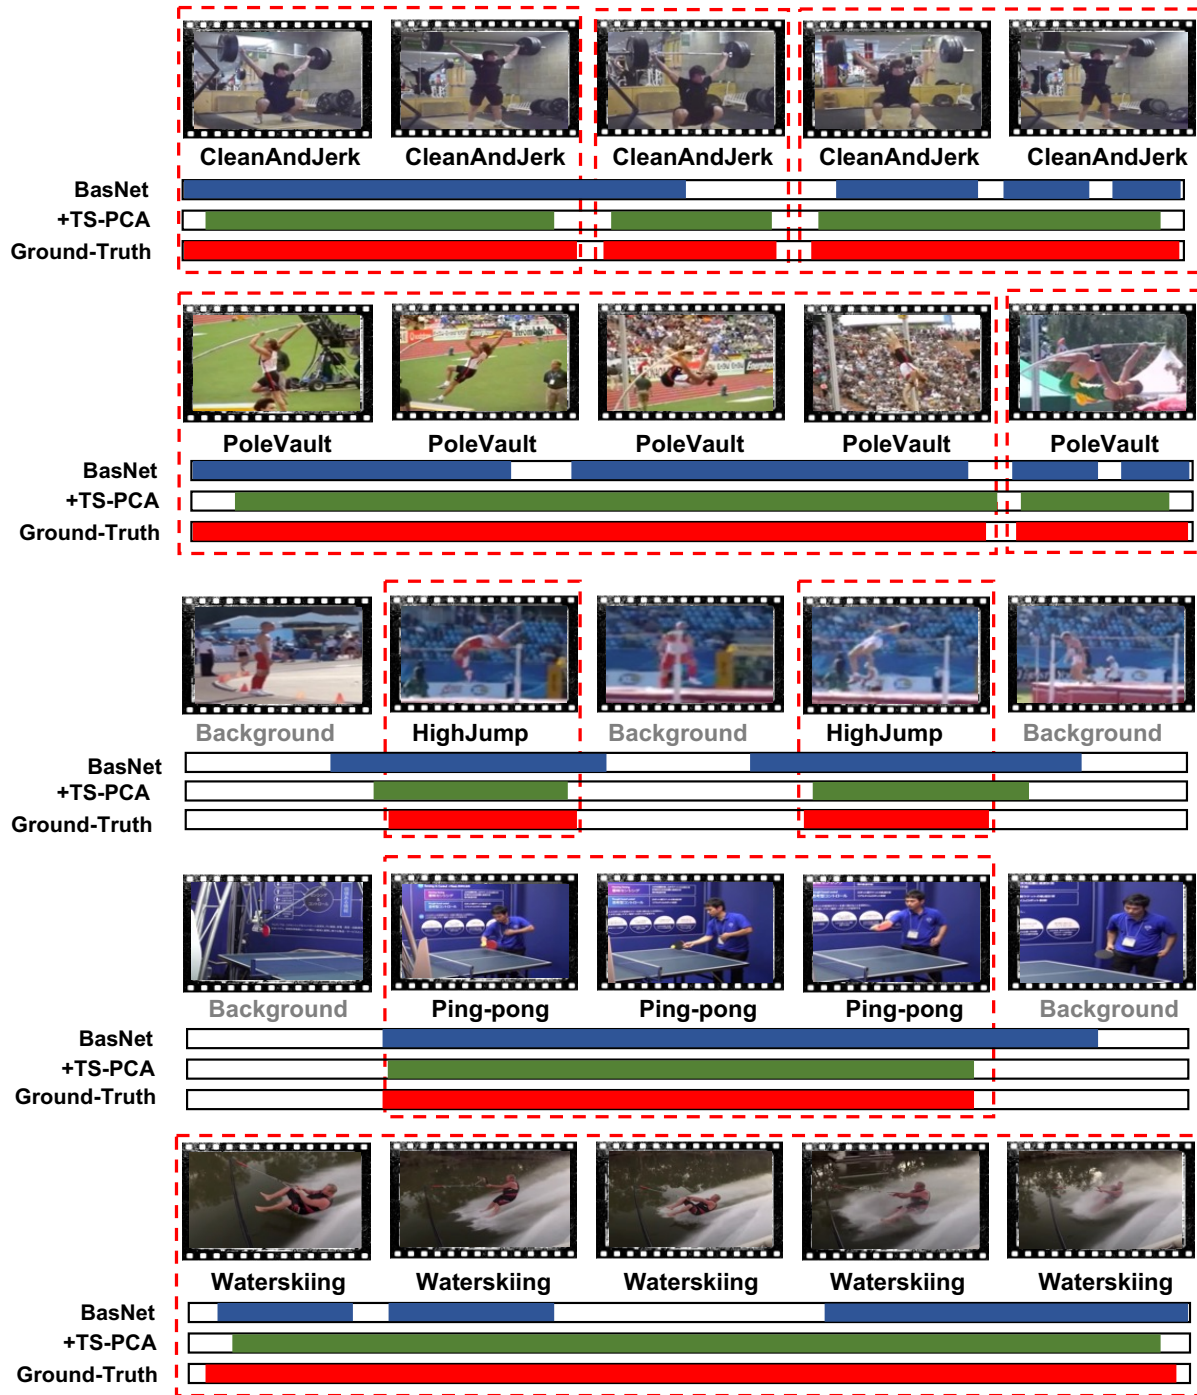 CleanAndJerk CleanAndJerk CleanAndJerk CleanAndJerk CleanAndJerk
BasNet
+TS-PCA
Ground-Truth
PoleVault PoleVault PoleVault PoleVault PoleVault
BasNet
+TS-PCA
Ground-Truth
Background HighJump Background HighJump Background
BasNet
+TS-PCA
Ground-Truth
Background Ping-pong Ping-pong Ping-pong Background
BasNet
+TS-PCA
Ground-Truth
Waterskiing Waterskiing Waterskiing Waterskiing Waterskiing
BasNet
+TS-PCA
Ground-Truth